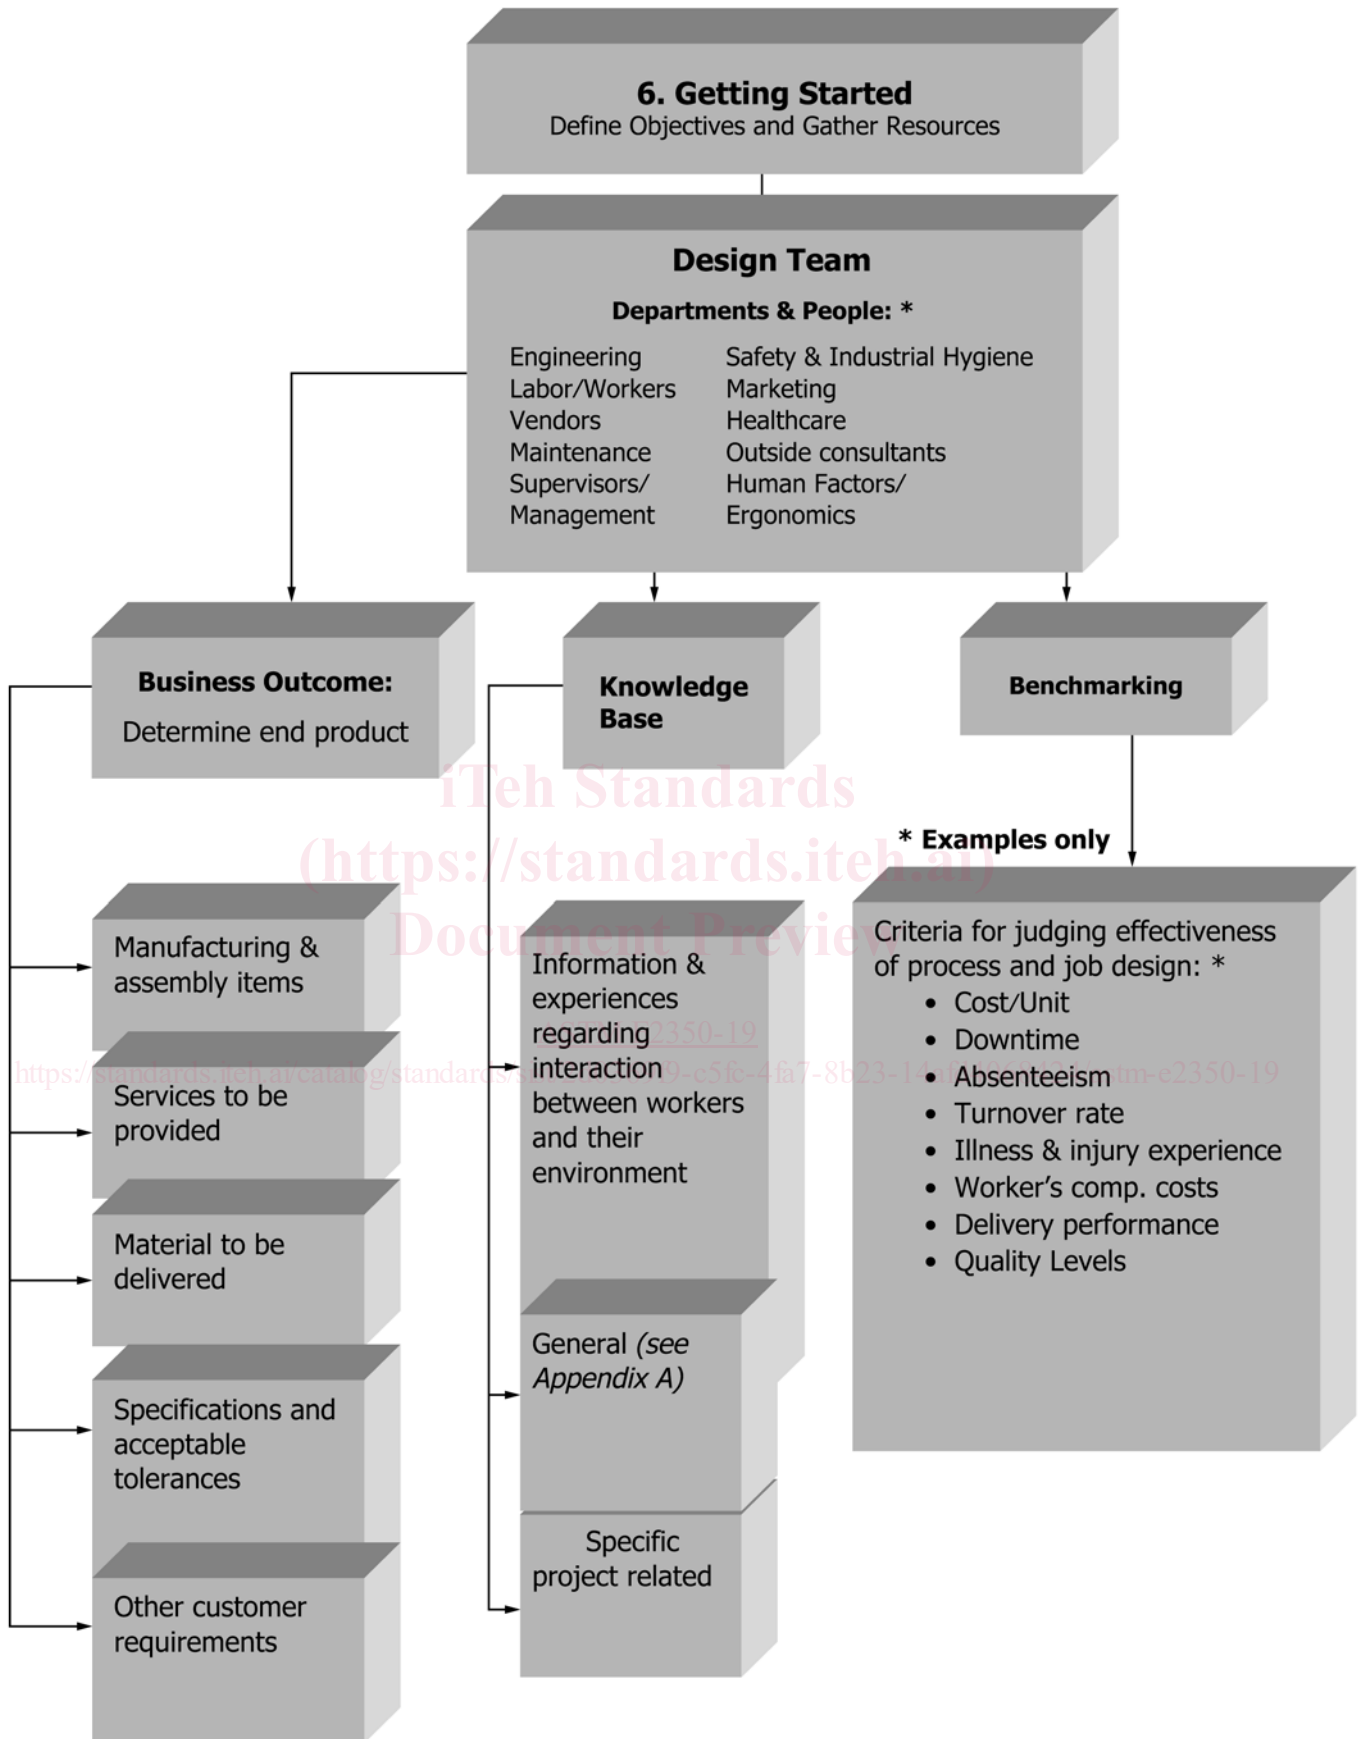 6. Getting Started
Define Objectives and Gather Resources
Design Team
Departments & People: *
Engineering
Labor/Workers
Vendors
Maintenance
Supervisors/
Management
Safety & Industrial Hygiene
Marketing
Healthcare
Outside consultants
Human Factors/
Ergonomics
Business Outcome:
Determine end product
Knowledge
Base
Benchmarking
iTeh Standards
(https://standards.iteh.ai)
Document Preview
* Examples only
Manufacturing &
assembly items
Services to be
provided
Material to be
delivered
Specifications and
acceptable
tolerances
Other customer
requirements
Information &
experiences
regarding
interaction
between workers
and their
environment
General (see
Appendix A)
Specific
project related
Criteria for judging effectiveness
of process and job design: *
• Cost/Unit
• Downtime
• Absenteeism
• Turnover rate
• Illness & injury experience
• Worker's comp. costs
• Delivery performance
• Quality Levels